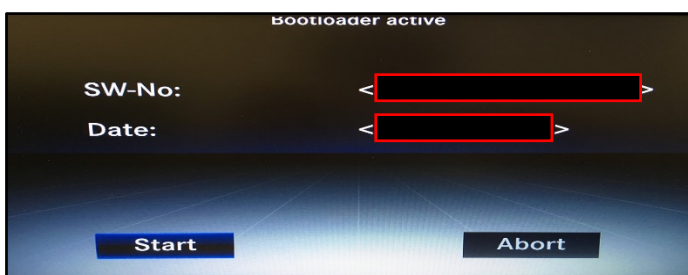 Bootloader active
SW-No: < >
Date: < >
Start Abort